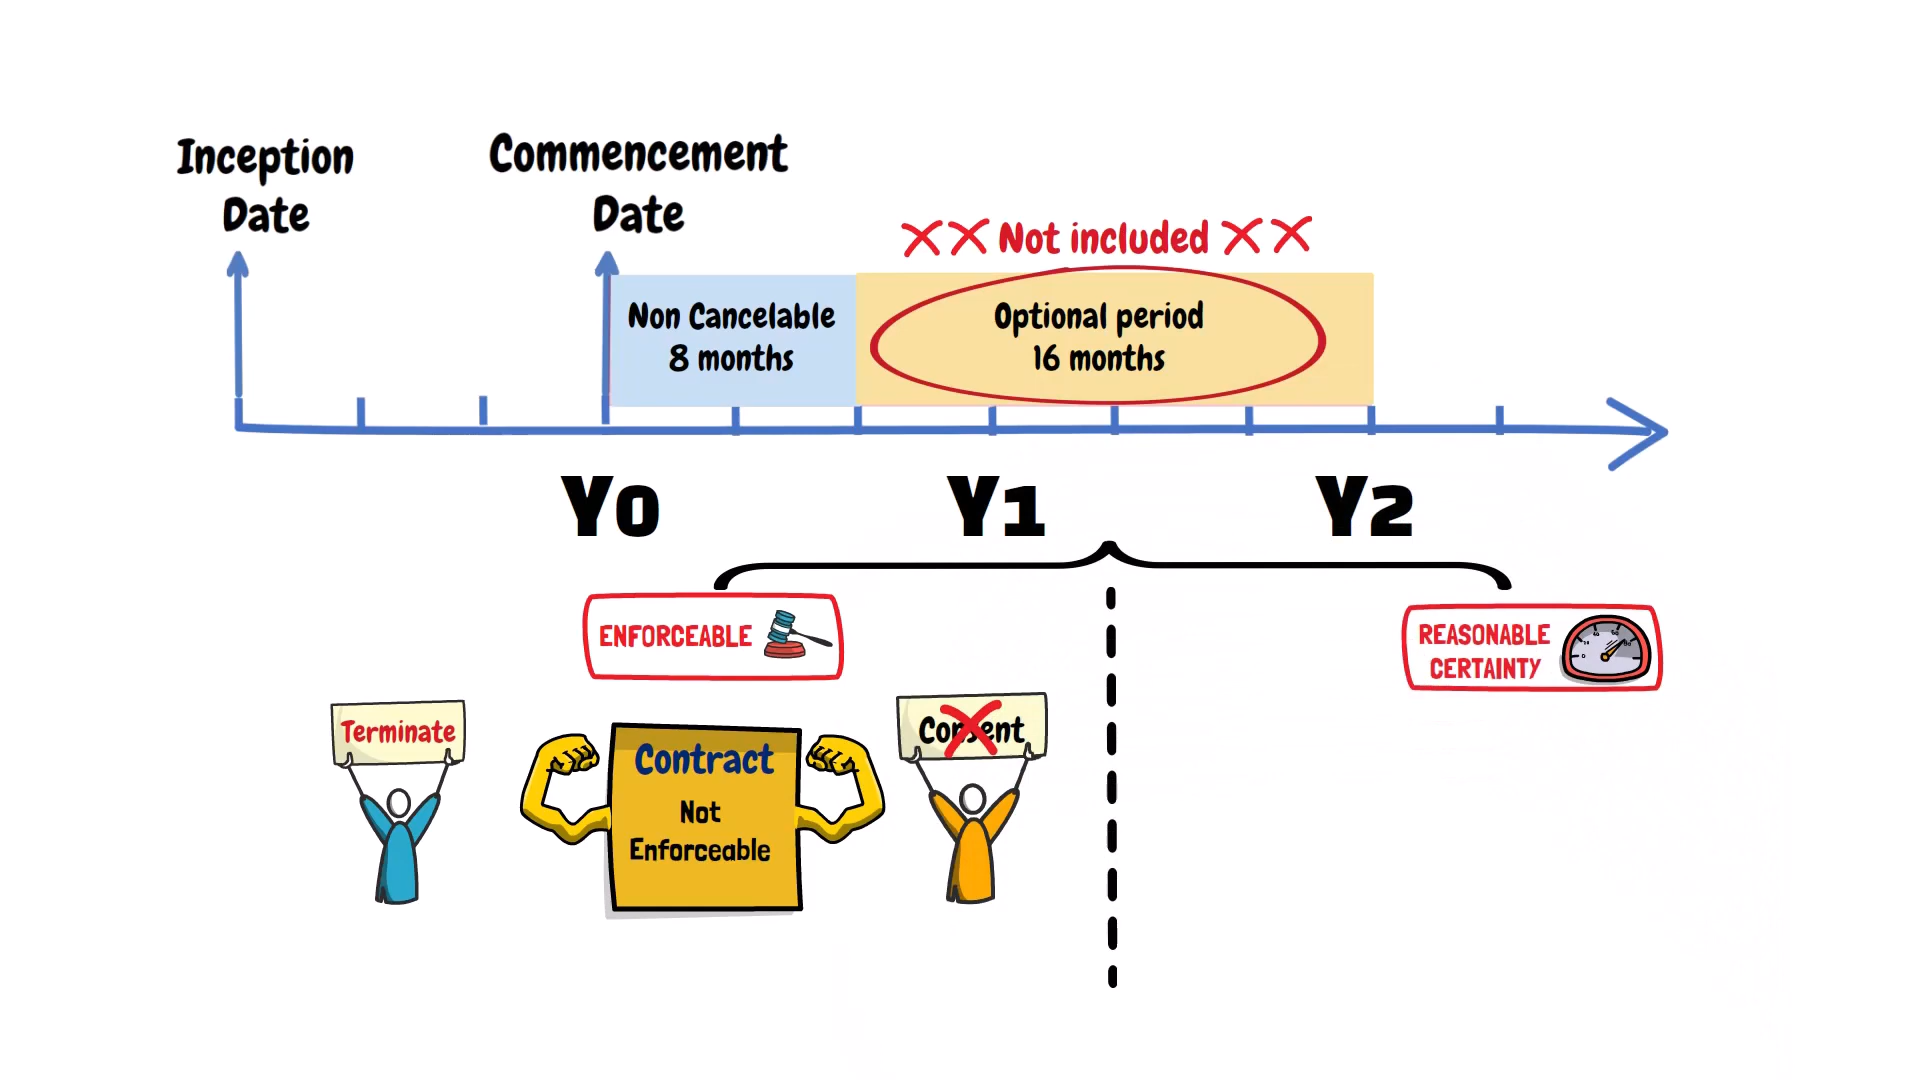 Inception
Date
Commencement
Date
Not included
Non Cancelable
8 months
Optional period
16 months
Y0
Y1
Y2
ENFORCEABLE
REASONABLE
CERTAINTY
Terminate
Contract
Not
Enforceable
Consent